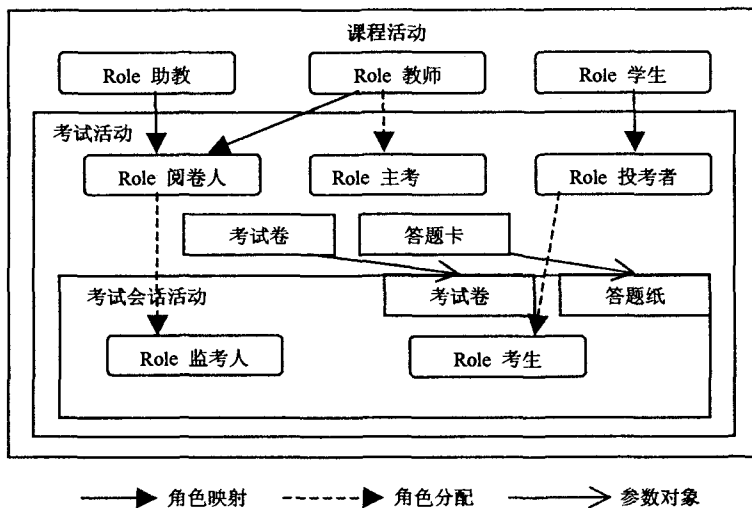 课程活动
Role 助教
Role 教师
Role 学生
考试活动
Role 阅卷人
Role 主考
Role 投考者
考试卷
答题卡
考试会话活动
考试卷
答题纸
Role 监考人
Role 考生
角色映射
角色分配
参数对象